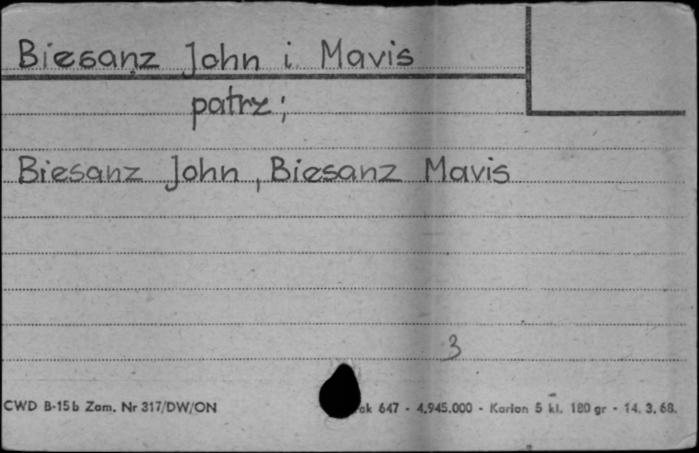 Biesanz John i Mavis
patrz;
Biesanz John, Biesanz Mavis
3
CWD B-15b Zam. Nr 317/DW/ON
647 - 4.945.000 - Karton 5 kl. 180 gr - 14. 3. 68.